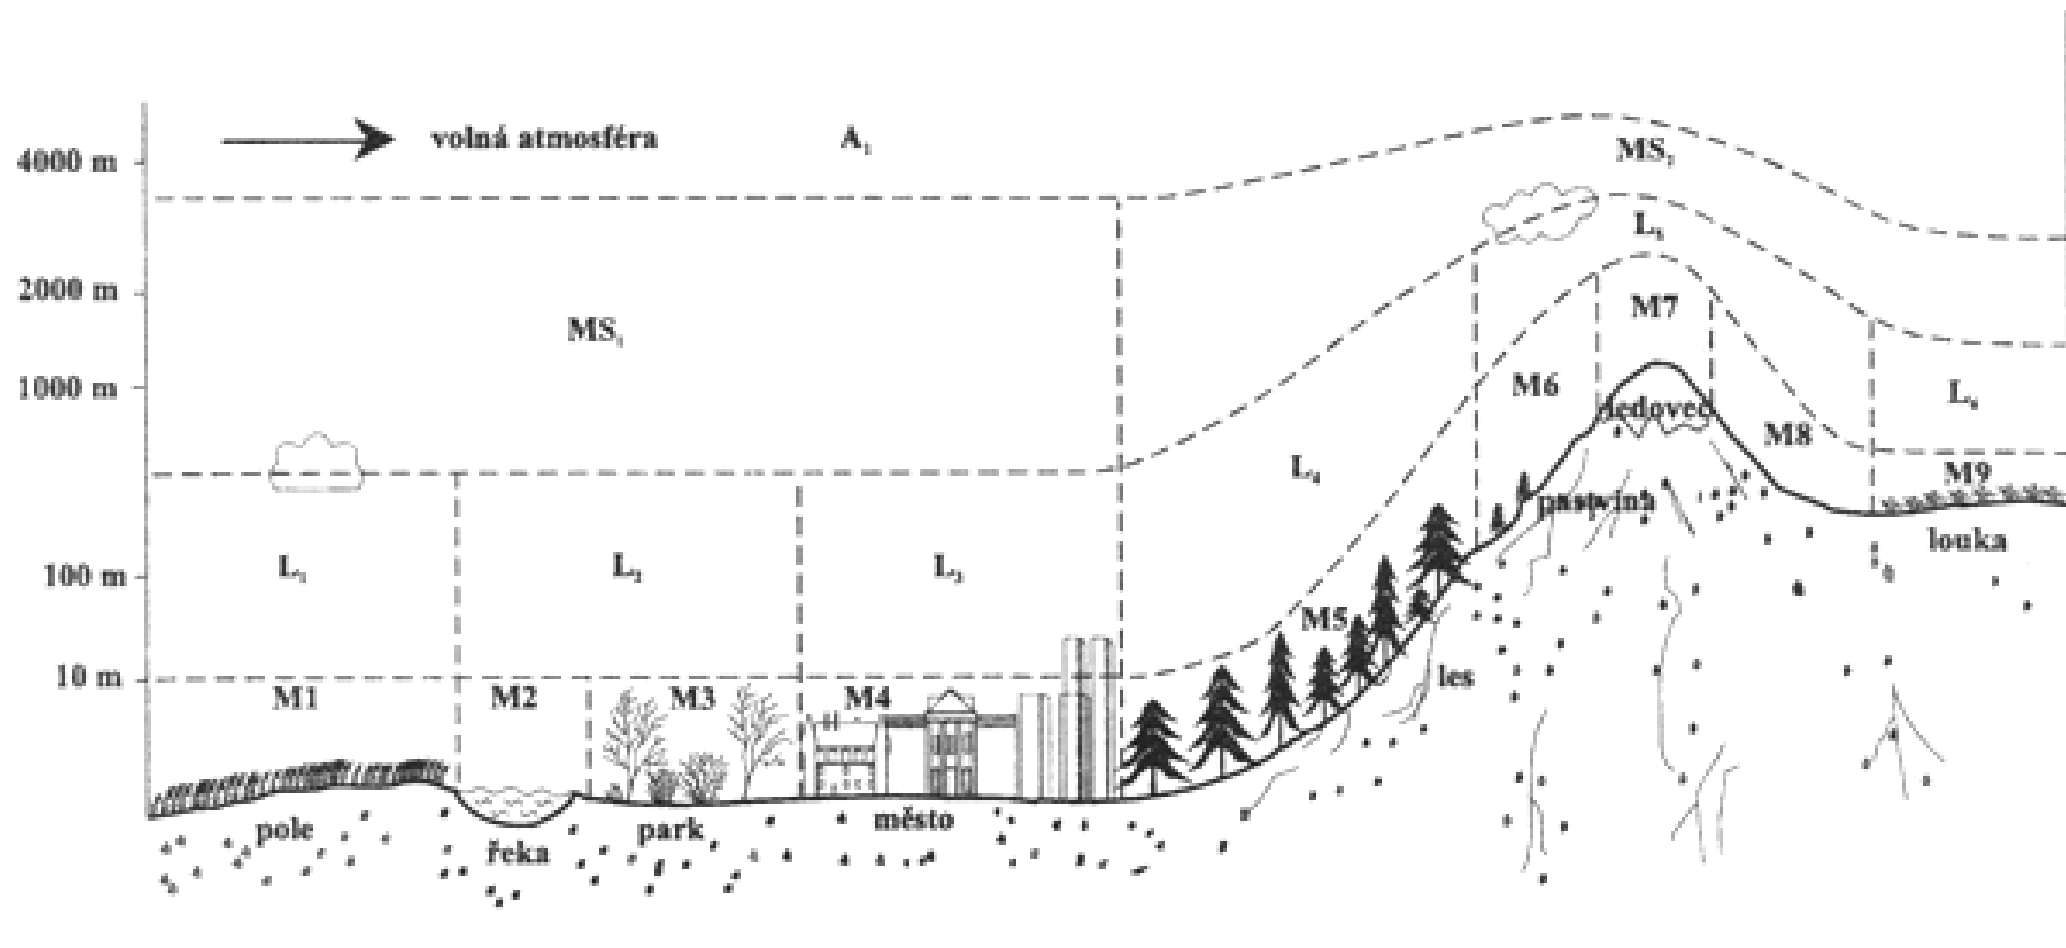 4000 m
volná atmosféra
A₁
MS₂
L₅
2000 m
MS₁
M7
1000 m
M6
ledovec
M8
L₆
L₄
M9
pastvina
louka
L₁
L₂
L₃
100 m
M5
10 m
M1
M2
M3
M4
les
pole
řeka
park
město